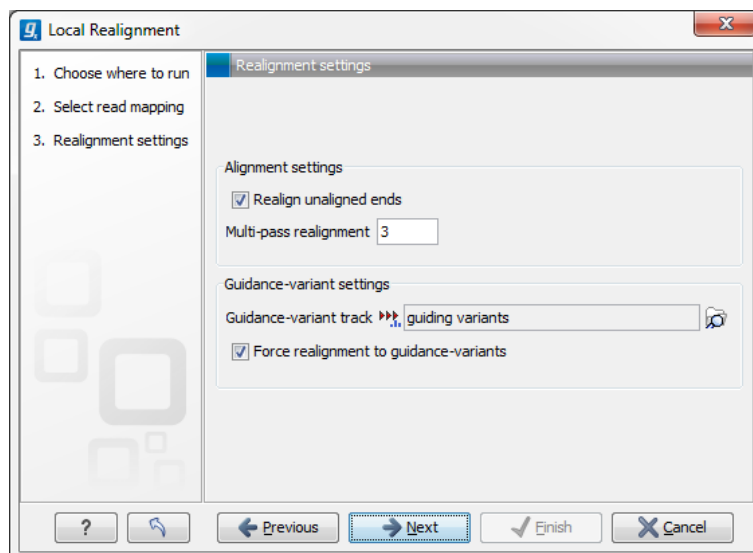 Local Realignment
1. Choose where to run
2. Select read mapping
3. Realignment settings
Realignment settings
Alignment settings
Realign unaligned ends
Multi-pass realignment 3
Guidance-variant settings
Guidance-variant track guiding variants
Force realignment to guidance-variants
? Previous Next Finish Cancel